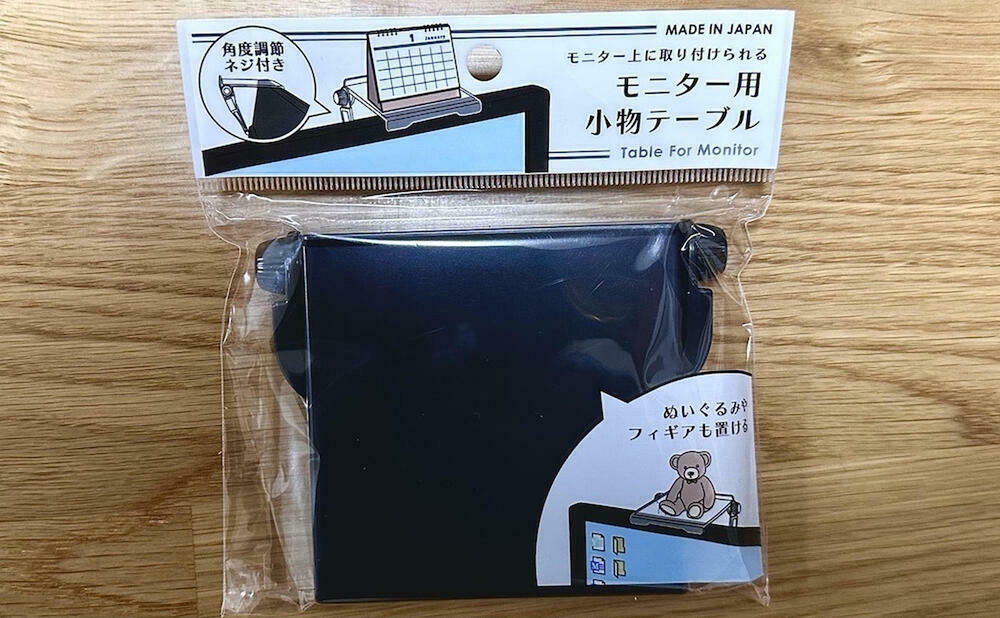 MADE IN JAPAN
モニター上に取り付けられる
モニター用
小物テーブル
Table For Monitor
角度調節
ネジ付き
1 January
ぬいぐるみや
フィギアも置ける